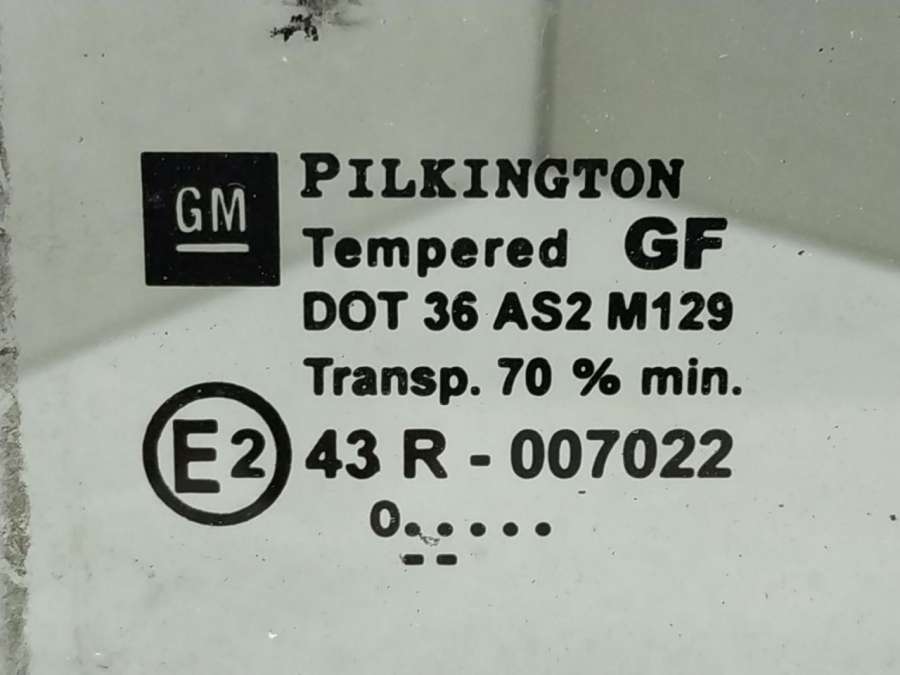 GM
PILKINGTON
Tempered GF
DOT 36 AS2 M129
Transp. 70 % min.
E2 43 R - 007022
0.....
--